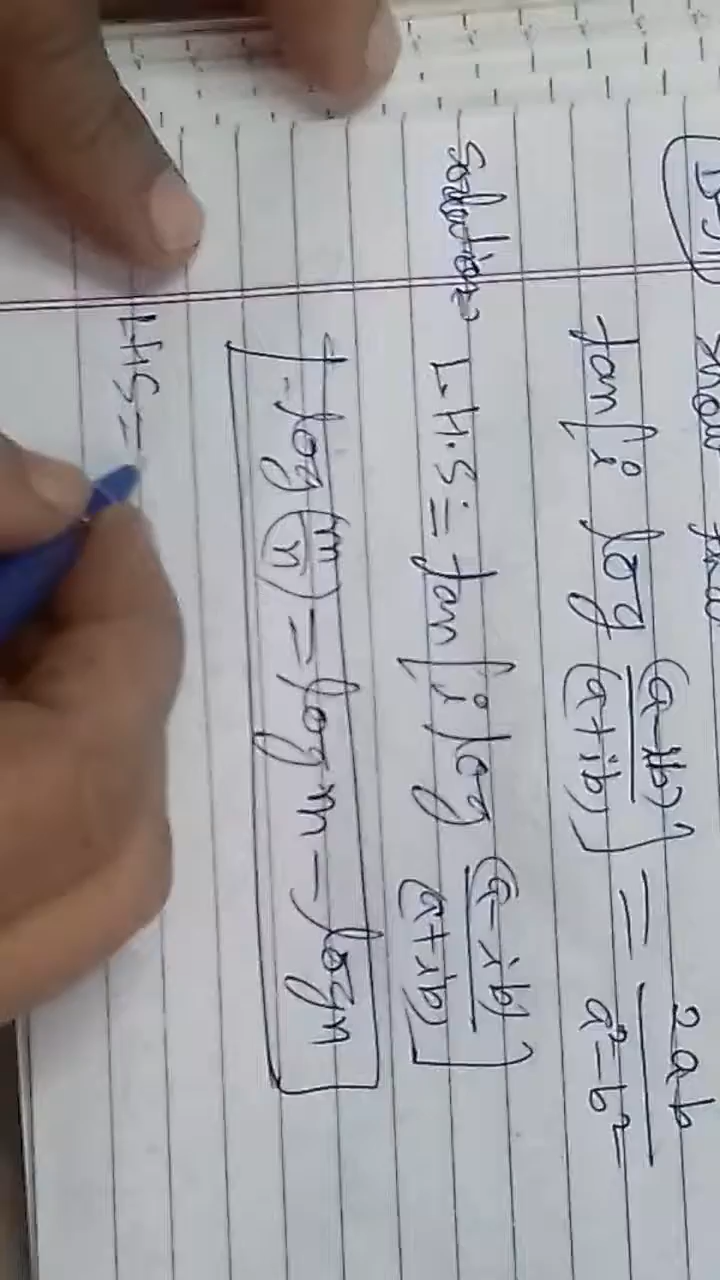 show that
tan[i log (a-ib)/(a+ib)] = 2ab/a²-b²
Solution:- L.H.S = tan[i log (a-ib)/(a+ib)]
[-log(m/n) = log m - log n]
LHS =